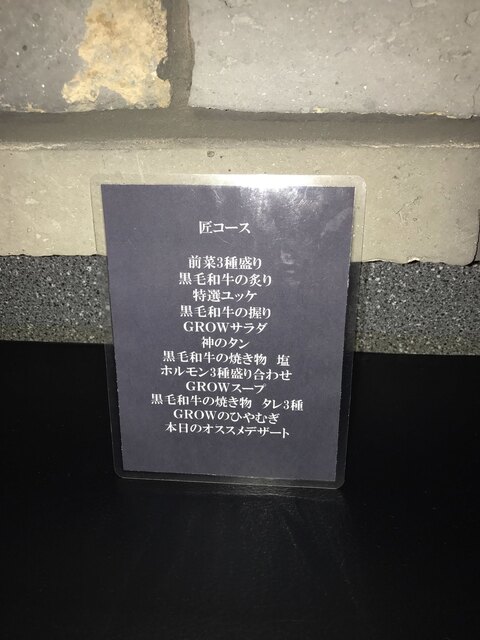 匠コース
前菜3種盛り
黒毛和牛の炙り
特選ユッケ
黒毛和牛の握り
GROWサラダ
神のタン
黒毛和牛の焼き物 塩
ホルモン3種盛り合わせ
GROWスープ
黒毛和牛の焼き物 タレ3種
GROWのひやむぎ
本日のオススメデザート